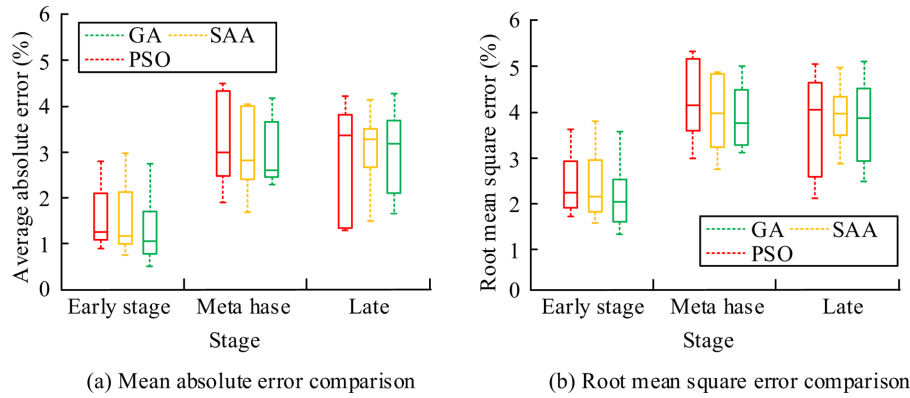 6
5
4
3
2
1
0
Average absolute error (%)
GA SAA
PSO
Early stage Meta hase Late
Stage
(a) Mean absolute error comparison
6
5
4
3
2
1
0
Root mean square error (%)
GA SAA
PSO
Early stage Meta hase Late
Stage
(b) Root mean square error comparison